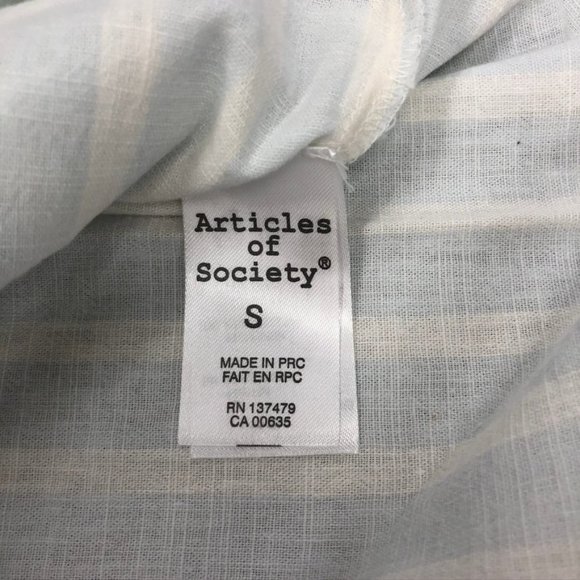 Articles
of
Society®
S
MADE IN PRC
FAIT EN RPC
RN 137479
CA 00635